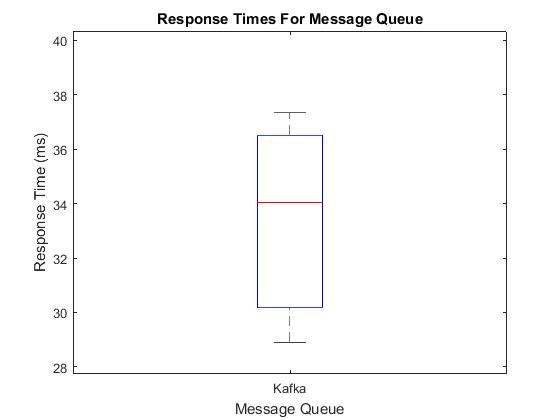 Response Times For Message Queue
40
38
36
34
32
30
28
Response Time (ms)
Kafka
Message Queue